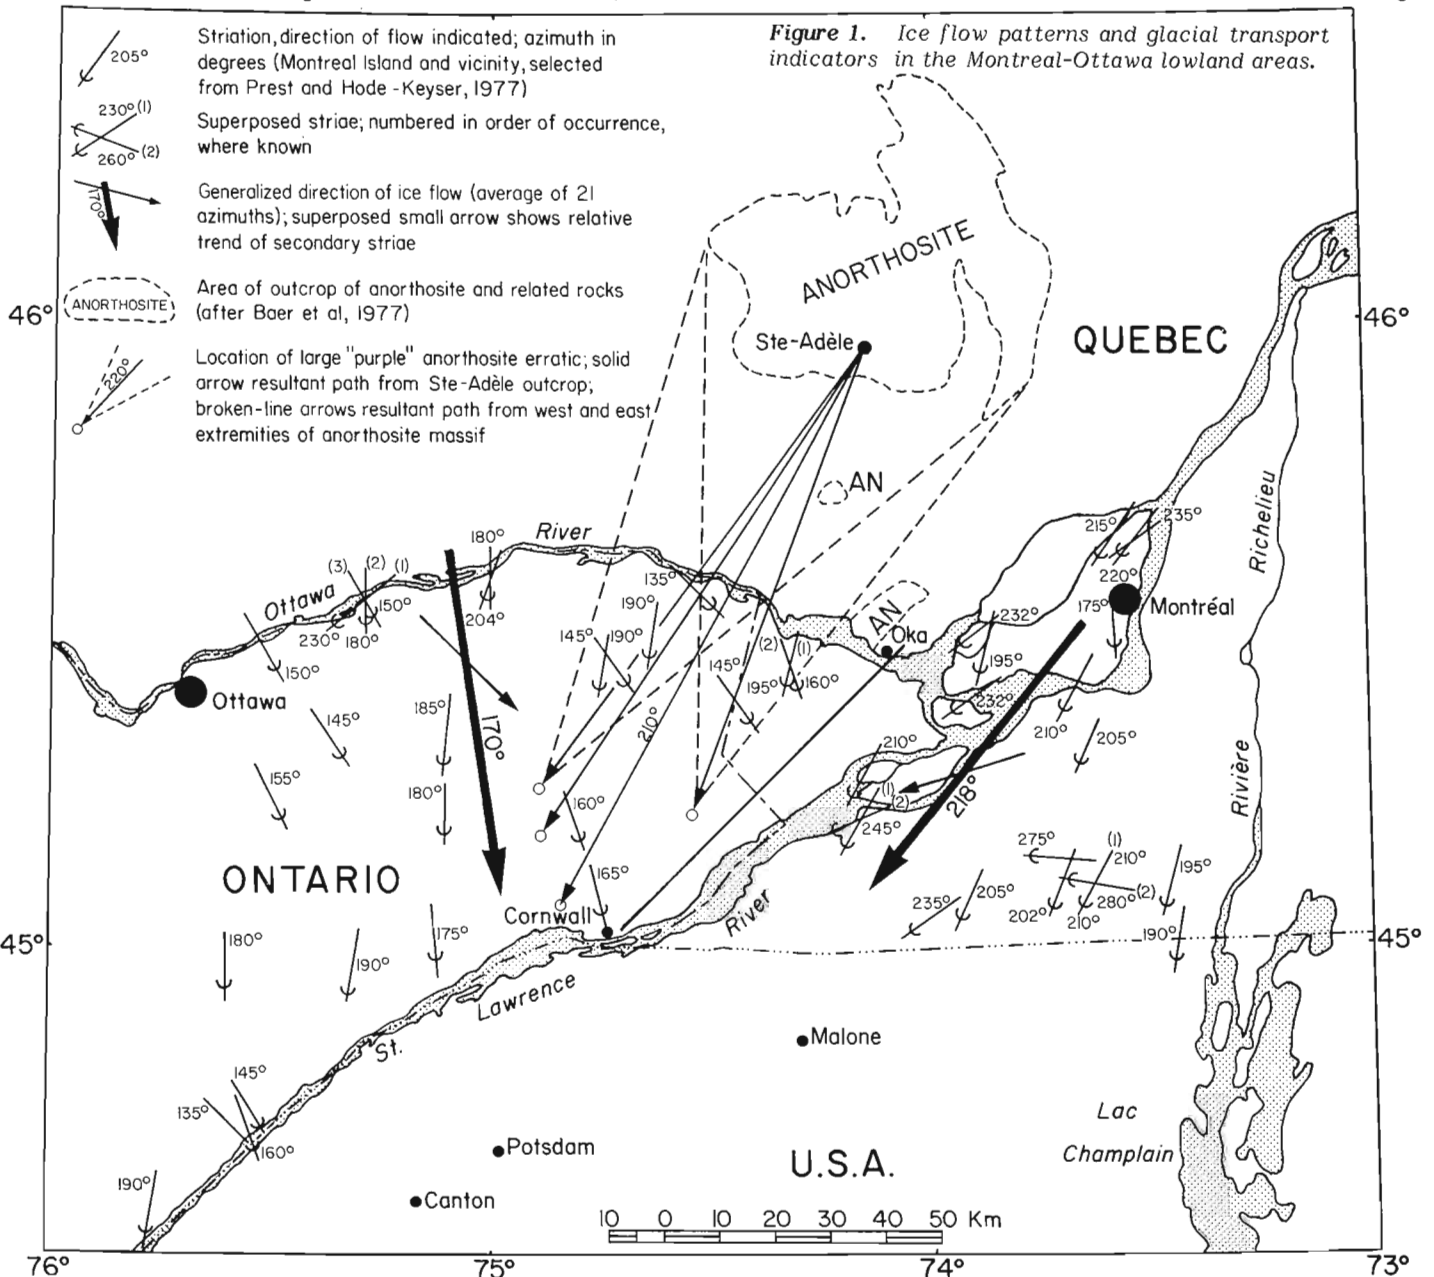 Figure 1. Ice flow patterns and glacial transport
indicators in the Montreal-Ottawa lowland areas.
205°
Striation, direction of flow indicated; azimuth in
degrees (Montreal Island and vicinity, selected
from Prest and Hode-Keyser, 1977)
230° (1)
260° (2)
Superposed striae; numbered in order of occurrence,
where known
170°
Generalized direction of ice flow (average of 21
azimuths); superposed small arrow shows relative
trend of secondary striae
ANORTHOSITE
Area of outcrop of anorthosite and related rocks
(after Baer et al, 1977)
220°
Location of large "purple" anorthosite erratic; solid
arrow resultant path from Ste-Adèle outcrop;
broken-line arrows resultant path from west and east
extremities of anorthosite massif
ANORTHOSITE
46°
46°
Ste-Adèle
QUEBEC
AN
River
180°
215°
235°
Richelieu
(3)
(2)
(1)
135°
220°
Ottawa
150°
190°
175°
Montréal
204°
230°
180°
145°
190°
(2)
(1)
AN
Oka
232°
150°
145°
195°
160°
195°
Ottawa
145°
185°
170°
210°
232°
210°
210°
205°
155°
180°
160°
(1)
(2)
218°
Rivière
245°
275°
(1)
210°
195°
ONTARIO
165°
235°
205°
202°
280°
(2)
210°
Cornwall
River
45°
180°
190°
175°
190°
45°
Lawrence
St.
Malone
145°
135°
160°
Lac
Champlain
Potsdam
U.S.A.
190°
Canton
10 0 10 20 30 40 50 Km
76°
75°
74°
73°